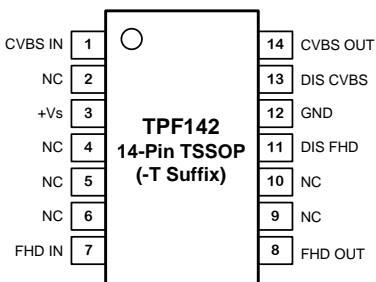 CVBS IN 1 14 CVBS OUT
NC 2 13 DIS CVBS
+Vs 3 12 GND
TPF142
NC 4 11 DIS FHD
14-Pin TSSOP
(-T Suffix)
NC 5 10 NC
NC 6 9 NC
FHD IN 7 8 FHD OUT